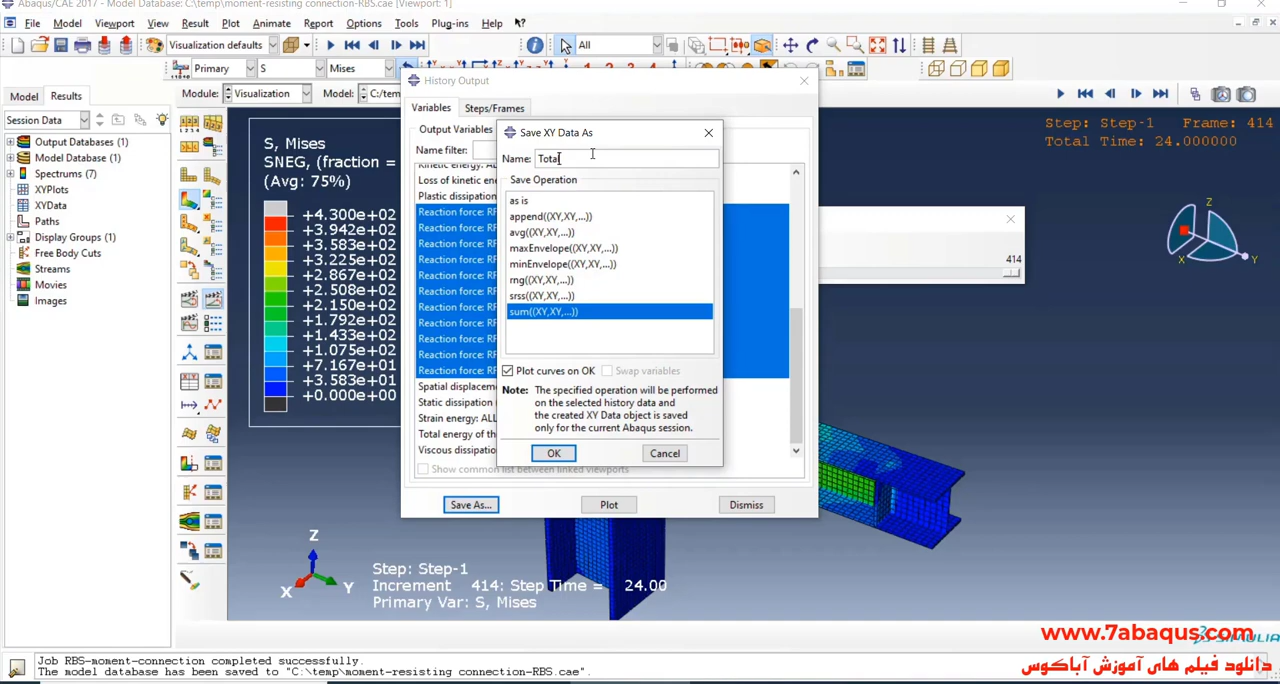 Abaqus/CAE 2017 - Model Database: C:\temp\moment-resisting connection-RBS.cae [Viewport: 1]
File Model Viewport View Result Plot Animate Report Options Tools Plug-ins Help
Visualization defaults All
Primary S Mises
Model Results Module: Visualization Model: C:/tem
Session Data
Output Databases (1)
Model Database (1)
Spectrums (7)
XYPlots
XYData
Paths
Display Groups (1)
Free Body Cuts
Streams
Movies
Images
S, Mises
SNEG, (fraction =
(Avg: 75%)
+4.300e+02
+3.942e+02
+3.583e+02
+3.225e+02
+2.867e+02
+2.508e+02
+2.150e+02
+1.792e+02
+1.433e+02
+1.075e+02
+7.167e+01
+3.583e+01
+0.000e+00
History Output
Variables Steps/Frames
Output Variables
Name filter:
Kinetic energy: AL
Loss of kinetic ene
Plastic dissipation
Reaction force: RF
Reaction force: RF
Reaction force: RF
Reaction force: RF
Reaction force: RF
Reaction force: RF
Reaction force: RF
Reaction force: RF
Reaction force: RF
Reaction force: RF
Reaction force: RF
Spatial displacem
Static dissipation (
Strain energy: ALL
Total energy of th
Viscous dissipatio
Show common list between linked viewports
Save As... Plot Dismiss
Save XY Data As
Name: Total
Save Operation
as is
append((XY,XY,...))
avg((XY,XY,...))
maxEnvelope((XY,XY,...))
minEnvelope((XY,XY,...))
rng((XY,XY,...))
srss((XY,XY,...))
sum((XY,XY,...))
Plot curves on OK Swap variables
Note: The specified operation will be performed
on the selected history data and
the created XY Data object is saved
only for the current Abaqus session.
OK Cancel
Step: Step-1 Frame: 414
Total Time: 24.000000
414
Z
X Y
Z
X Y
Step: Step-1
Increment 414: Step Time = 24.00
Primary Var: S, Mises
www.7abaqus.com
SIMULIA
دانلود فیلم های آموزش آباکوس
Job RBS-moment-connection completed successfully.
The model database has been saved to "C:\temp\moment-resisting connection-RBS.cae".